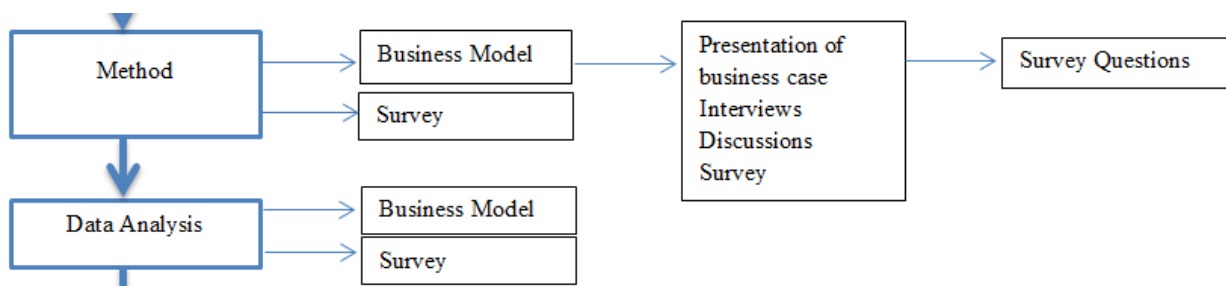 Method
Business Model
Survey
Presentation of
business case
Interviews
Discussions
Survey
Survey Questions
Data Analysis
Business Model
Survey